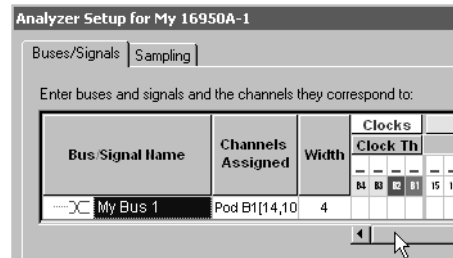 Analyzer Setup for My 16950A-1
Buses/Signals Sampling
Enter buses and signals and the channels they correspond to:
Clocks
Bus/Signal Name Channels Assigned Width Clock Th
B4 B3 B2 B1 15 1
My Bus 1 Pod B1[14,10 4